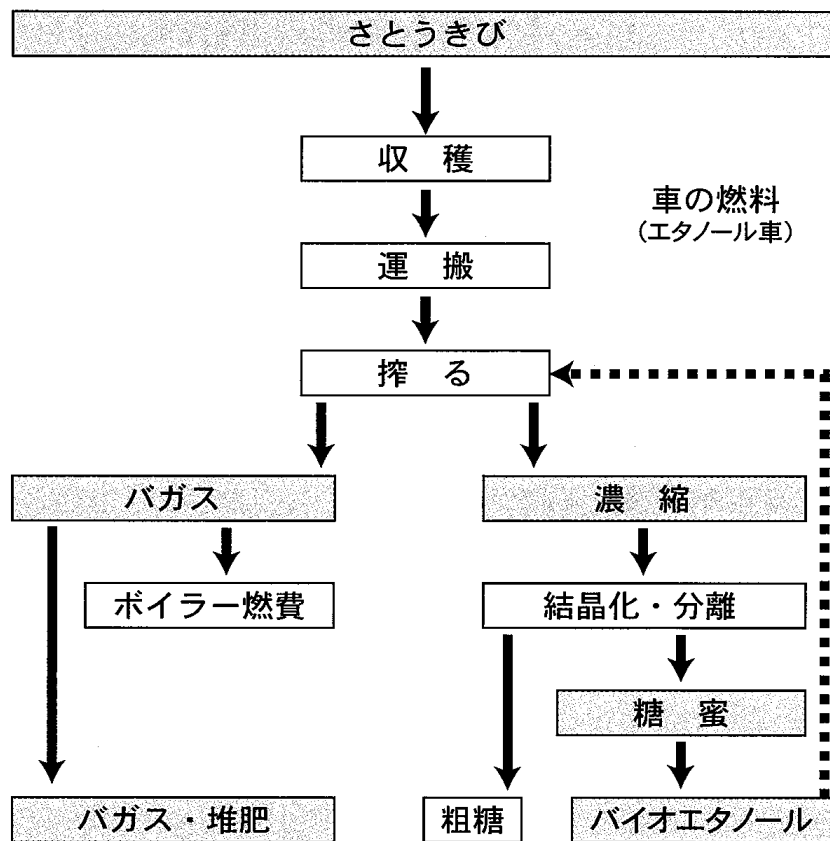 さとうきび
収穫
車の燃料
(エタノール車)
運搬
搾る
バガス
濃縮
ボイラー燃費
結晶化・分離
糖蜜
バガス・堆肥
粗糖
バイオエタノール